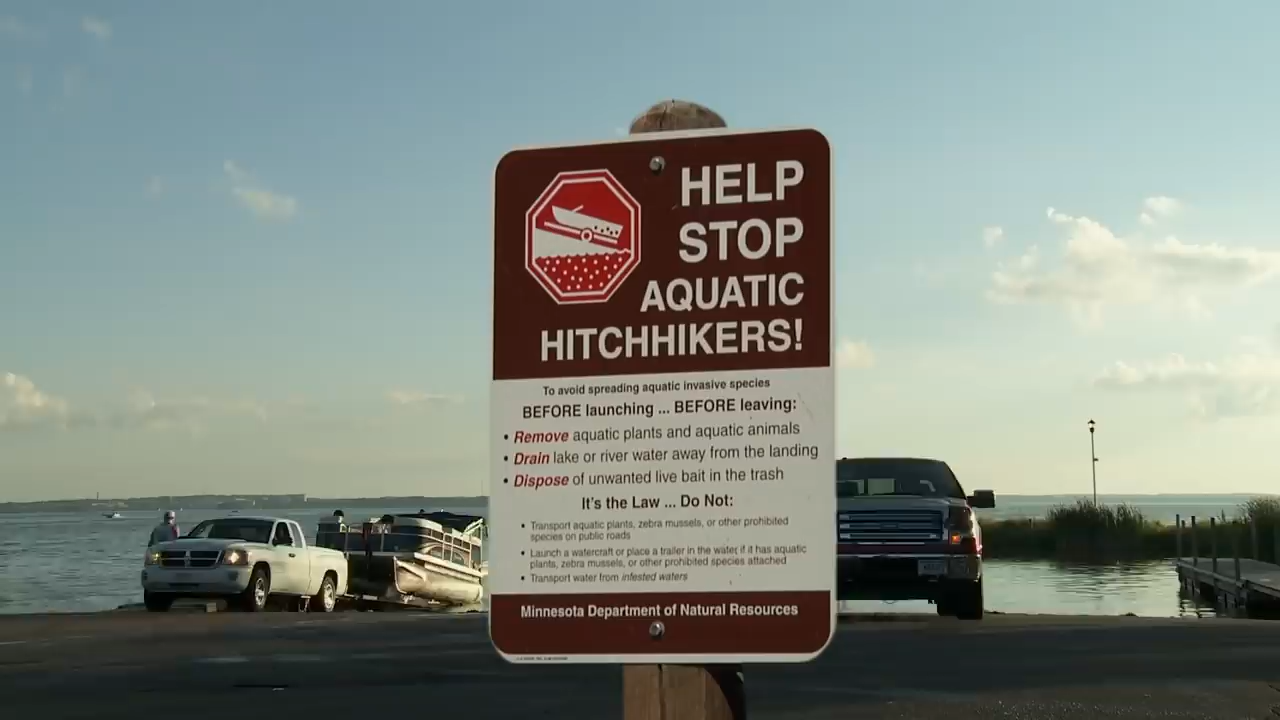 HELP
STOP
AQUATIC
HITCHHIKERS!
To avoid spreading aquatic invasive species
BEFORE launching ... BEFORE leaving:
• Remove aquatic plants and aquatic animals
• Drain lake or river water away from the landing
• Dispose of unwanted live bait in the trash
It's the Law ... Do Not:
• Transport aquatic plants, zebra mussels, or other prohibited
species on public roads
• Launch a watercraft or place a trailer in the water if it has aquatic
plants, zebra mussels, or other prohibited species attached
• Transport water from infested waters
Minnesota Department of Natural Resources